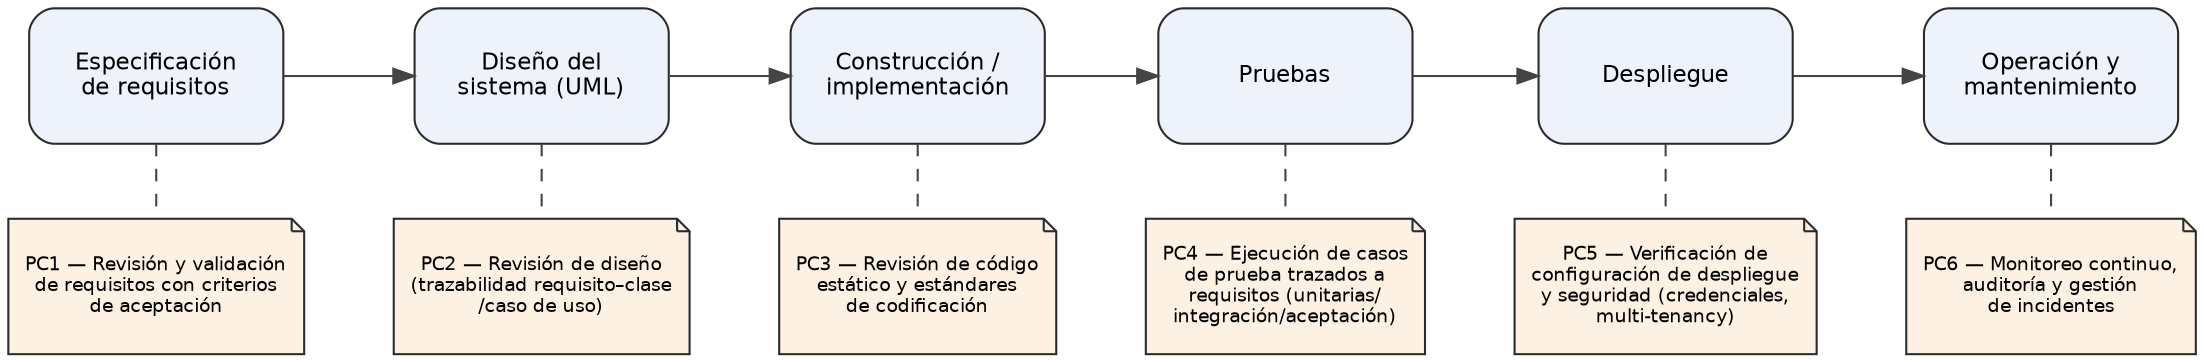 Especificación
de requisitos
Diseño del
sistema (UML)
Construcción /
implementación
Pruebas
Despliegue
Operación y
mantenimiento
PC1 — Revisión y validación
de requisitos con criterios
de aceptación
PC2 — Revisión de diseño
(trazabilidad requisito–clase
/caso de uso)
PC3 — Revisión de código
estático y estándares
de codificación
PC4 — Ejecución de casos
de prueba trazados a
requisitos (unitarias/
integración/aceptación)
PC5 — Verificación de
configuración de despliegue
y seguridad (credenciales,
multi-tenancy)
PC6 — Monitoreo continuo,
auditoría y gestión
de incidentes